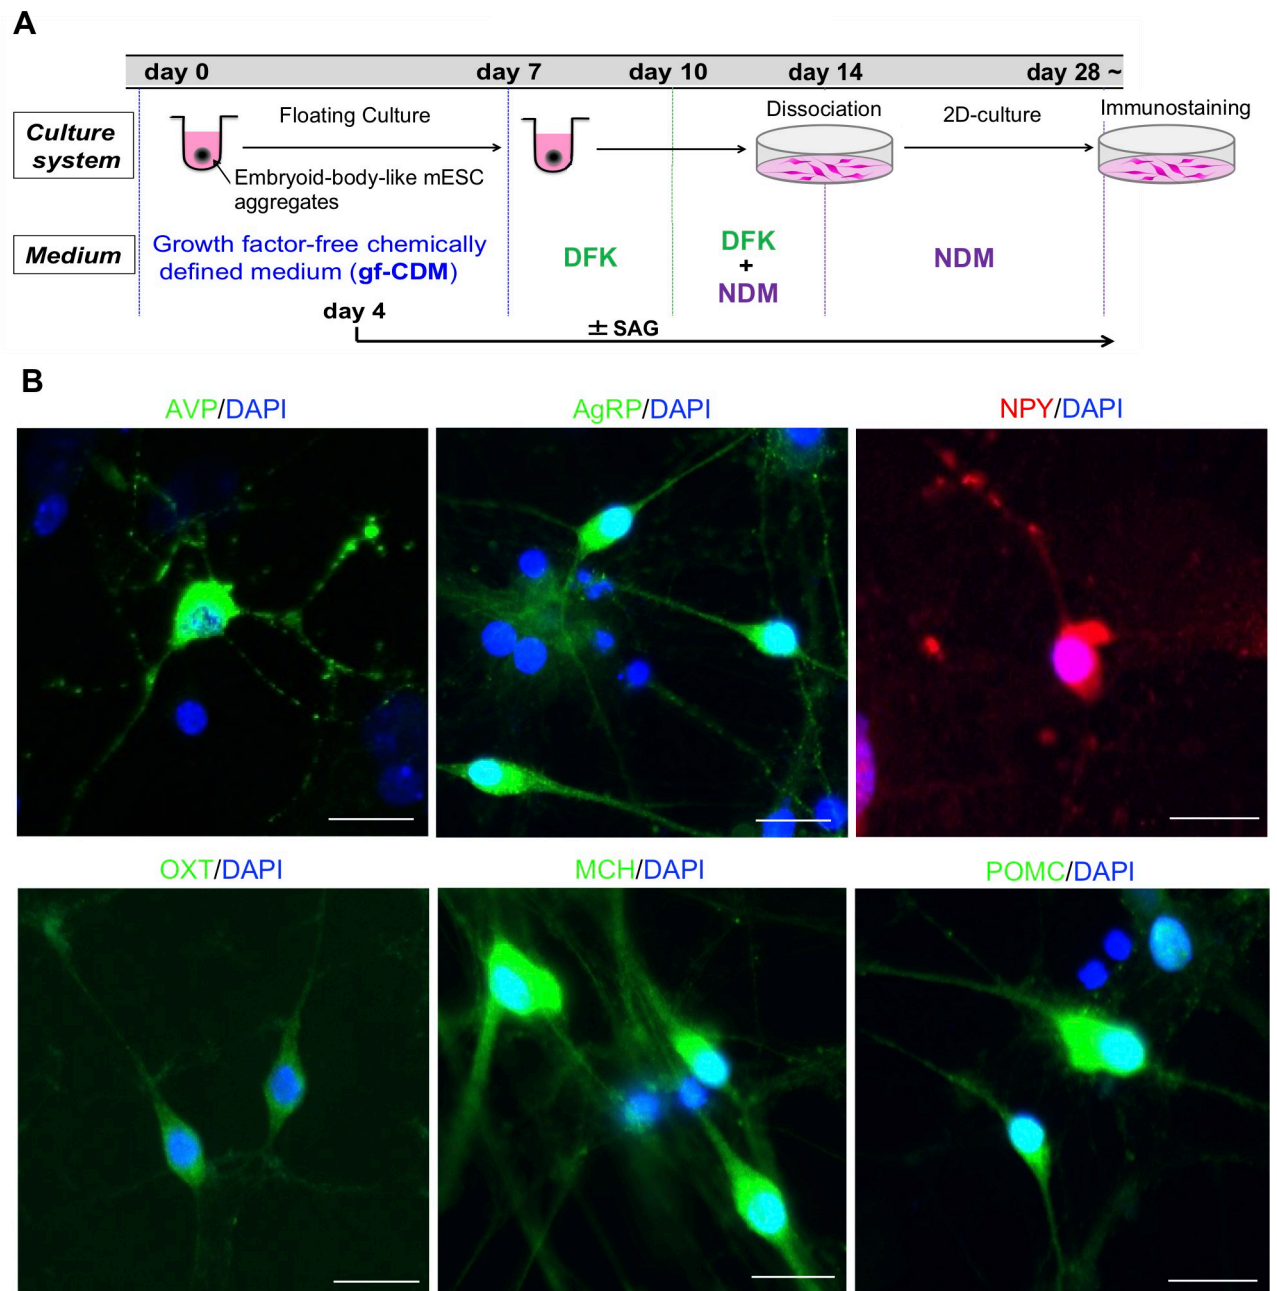 A
day 0
day 7
day 10
day 14
day 28 ~
Culture system
Floating Culture
Dissociation
2D-culture
Immunostaining
Embryoid-body-like mESC
aggregates
Medium
Growth factor-free chemically
defined medium (gf-CDM)
DFK
DFK
+
NDM
NDM
day 4
± SAG
B
AVP/DAPI
AgRP/DAPI
NPY/DAPI
OXT/DAPI
MCH/DAPI
POMC/DAPI